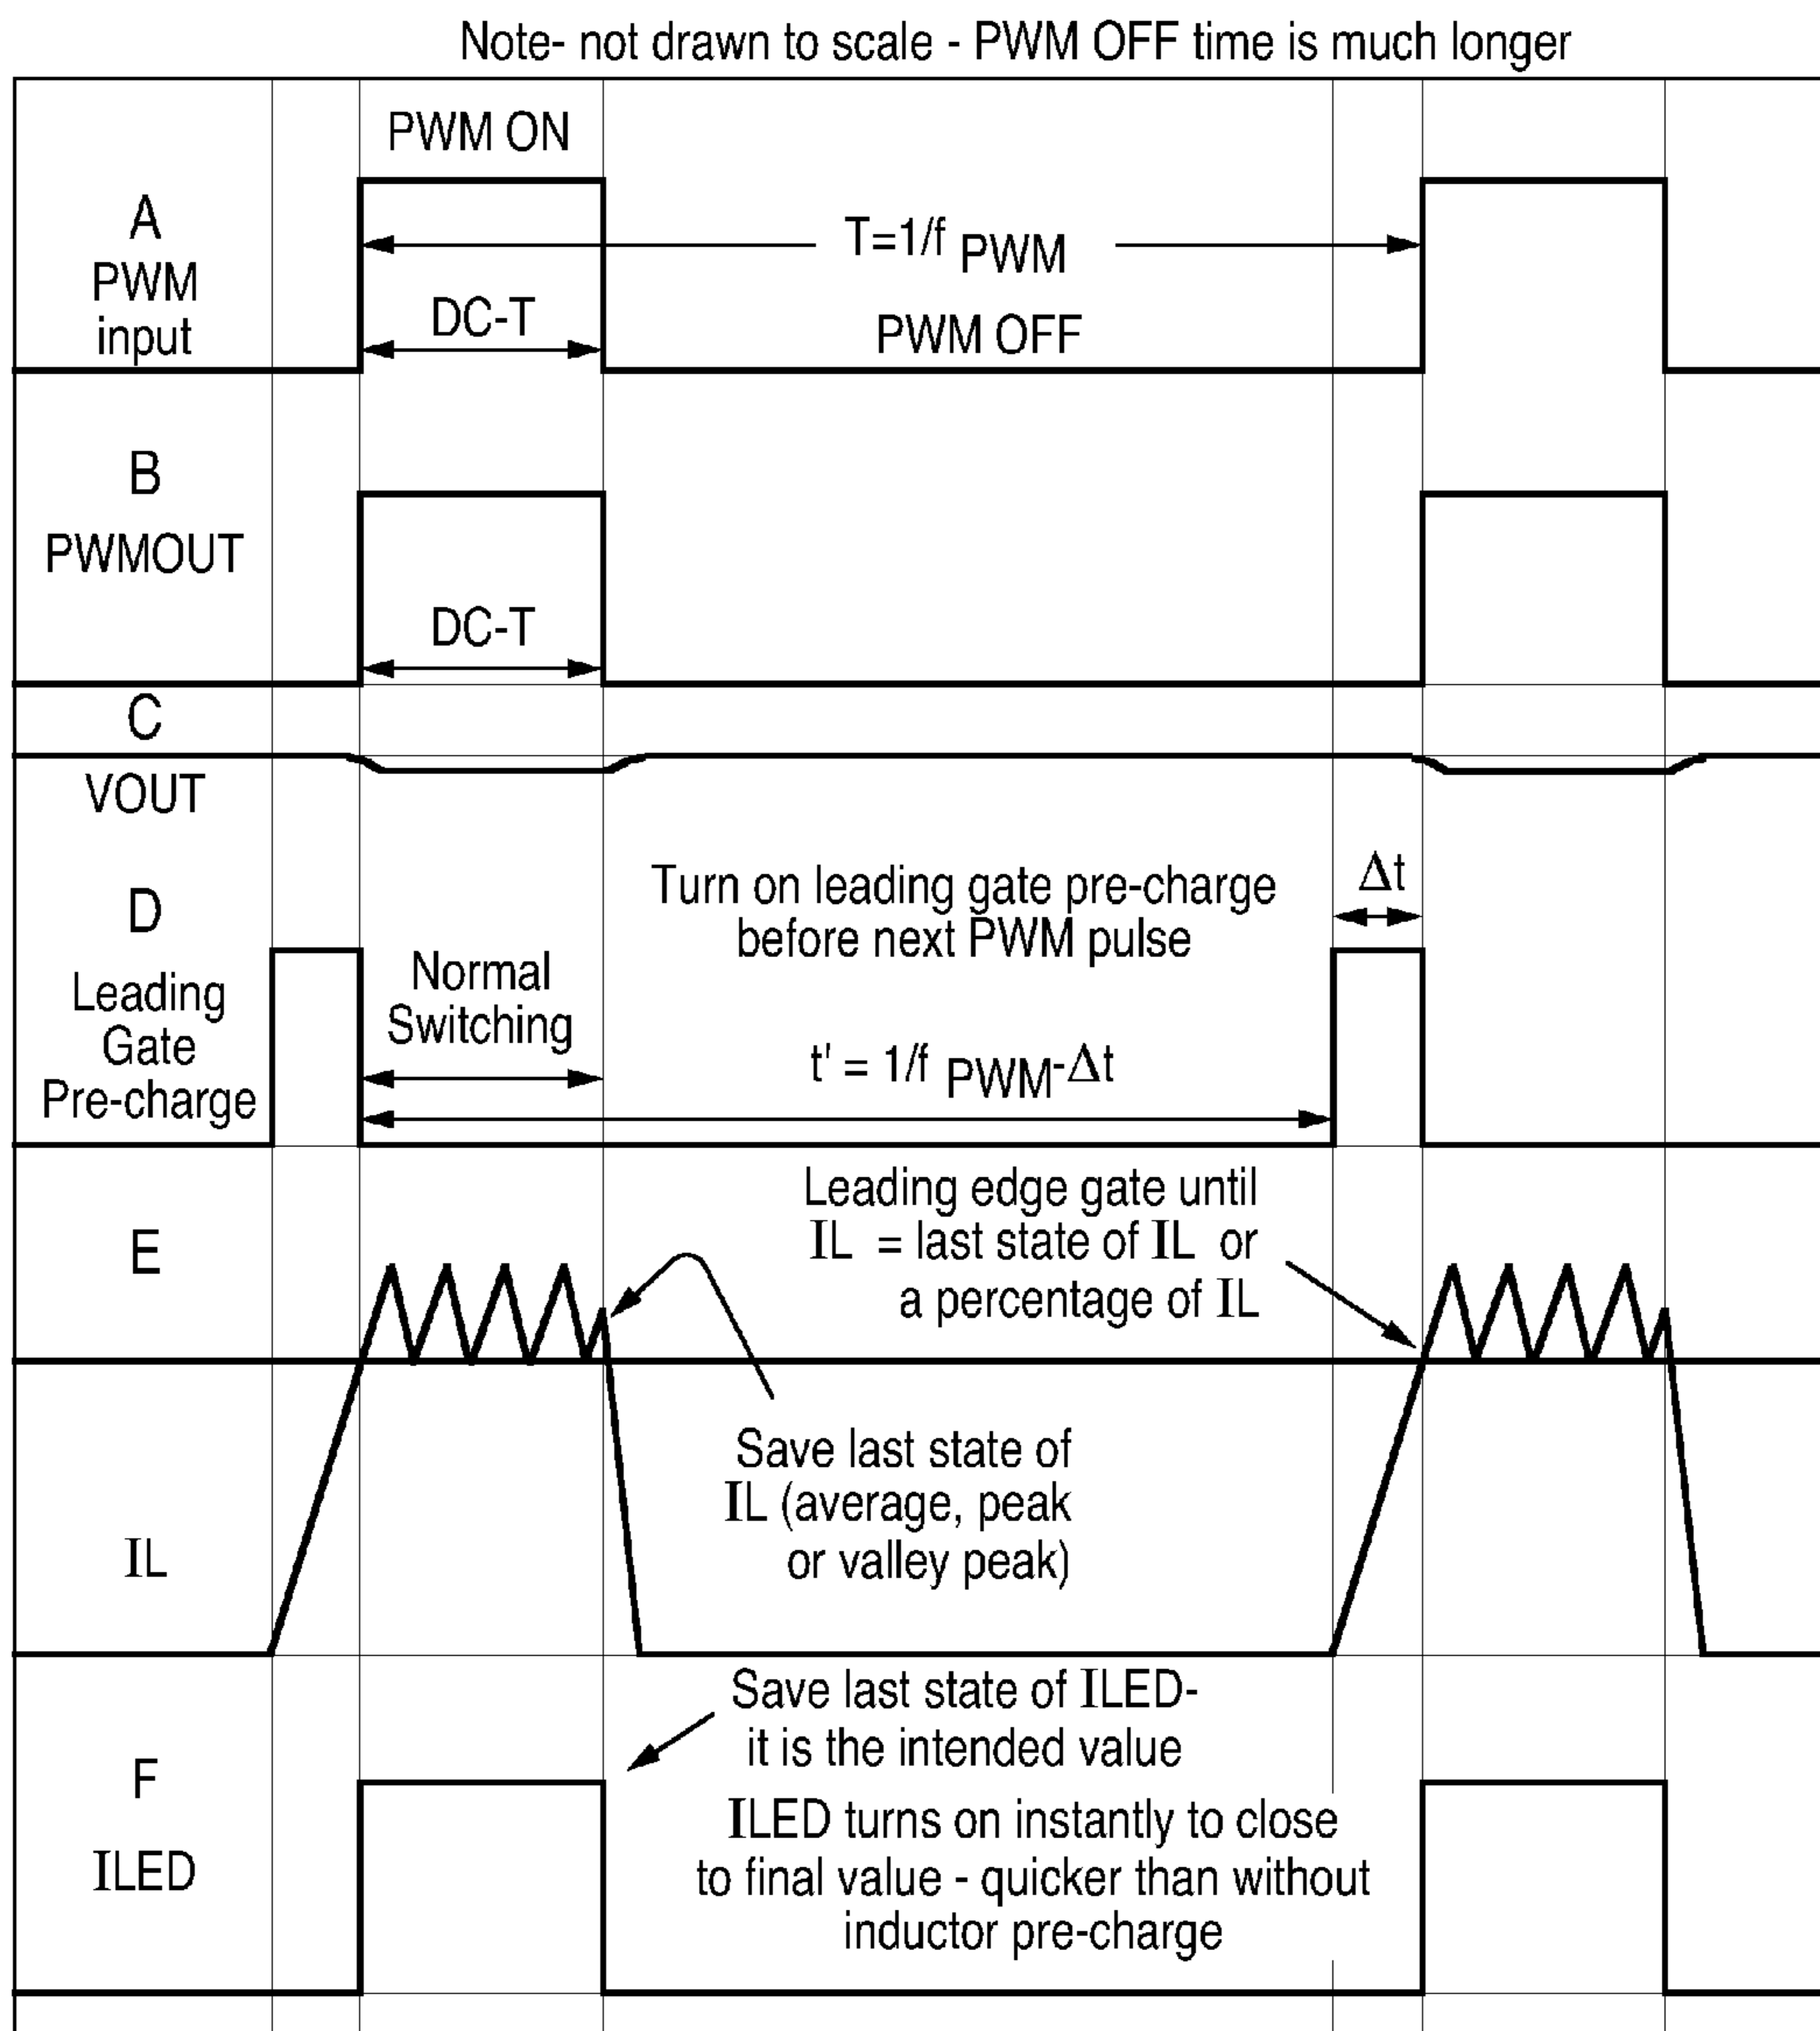 Note- not drawn to scale - PWM OFF time is much longer
PWM ON
A
PWM
input
T=1/f PWM
DC-T
PWM OFF
B
PWMOUT
DC-T
C
VOUT
D
Leading
Gate
Pre-charge
Normal
Switching
Turn on leading gate pre-charge
before next PWM pulse
Δt
t' = 1/f PWM-Δt
E
IL
Leading edge gate until
IL = last state of IL or
a percentage of IL
Save last state of
IL (average, peak
or valley peak)
F
ILED
Save last state of ILED-
it is the intended value
ILED turns on instantly to close
to final value - quicker than without
inductor pre-charge